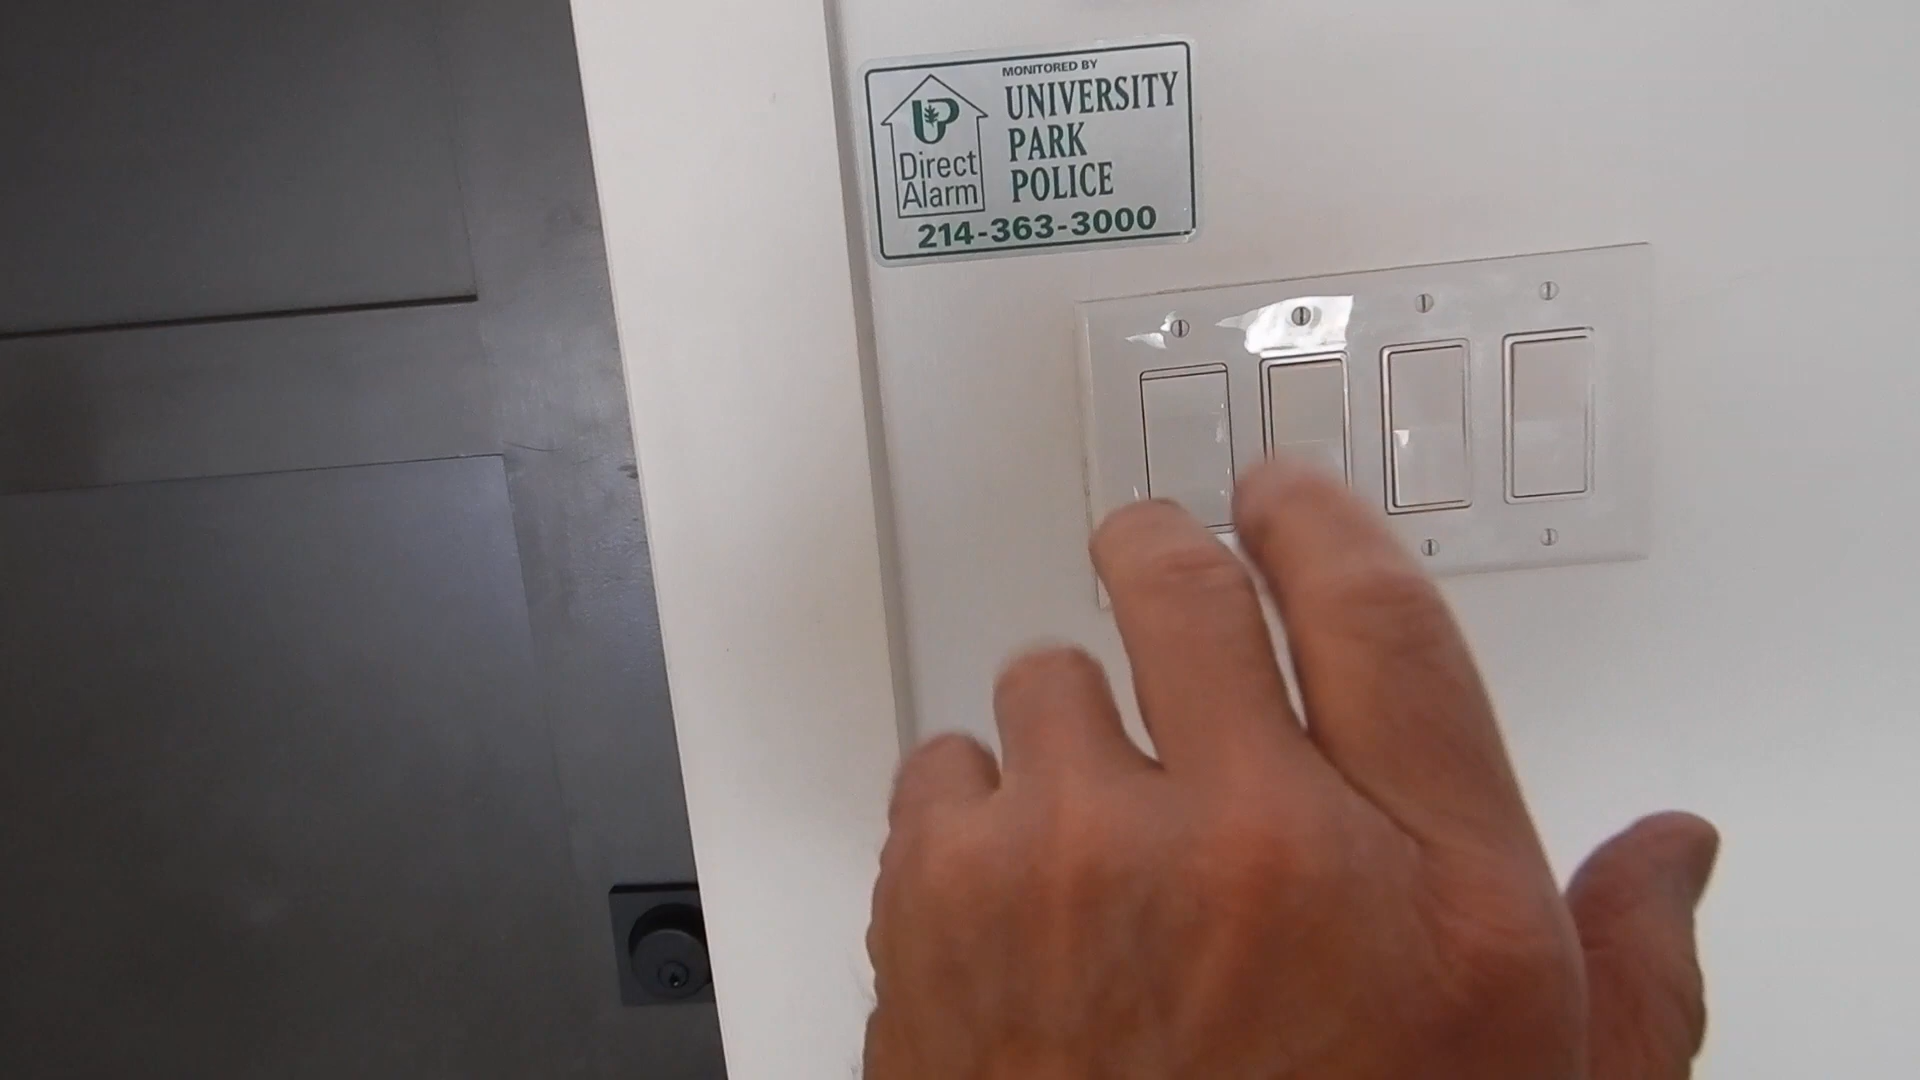 MONITORED BY
UNIVERSITY
PARK
POLICE
UP
Direct
Alarm
214-363-3000